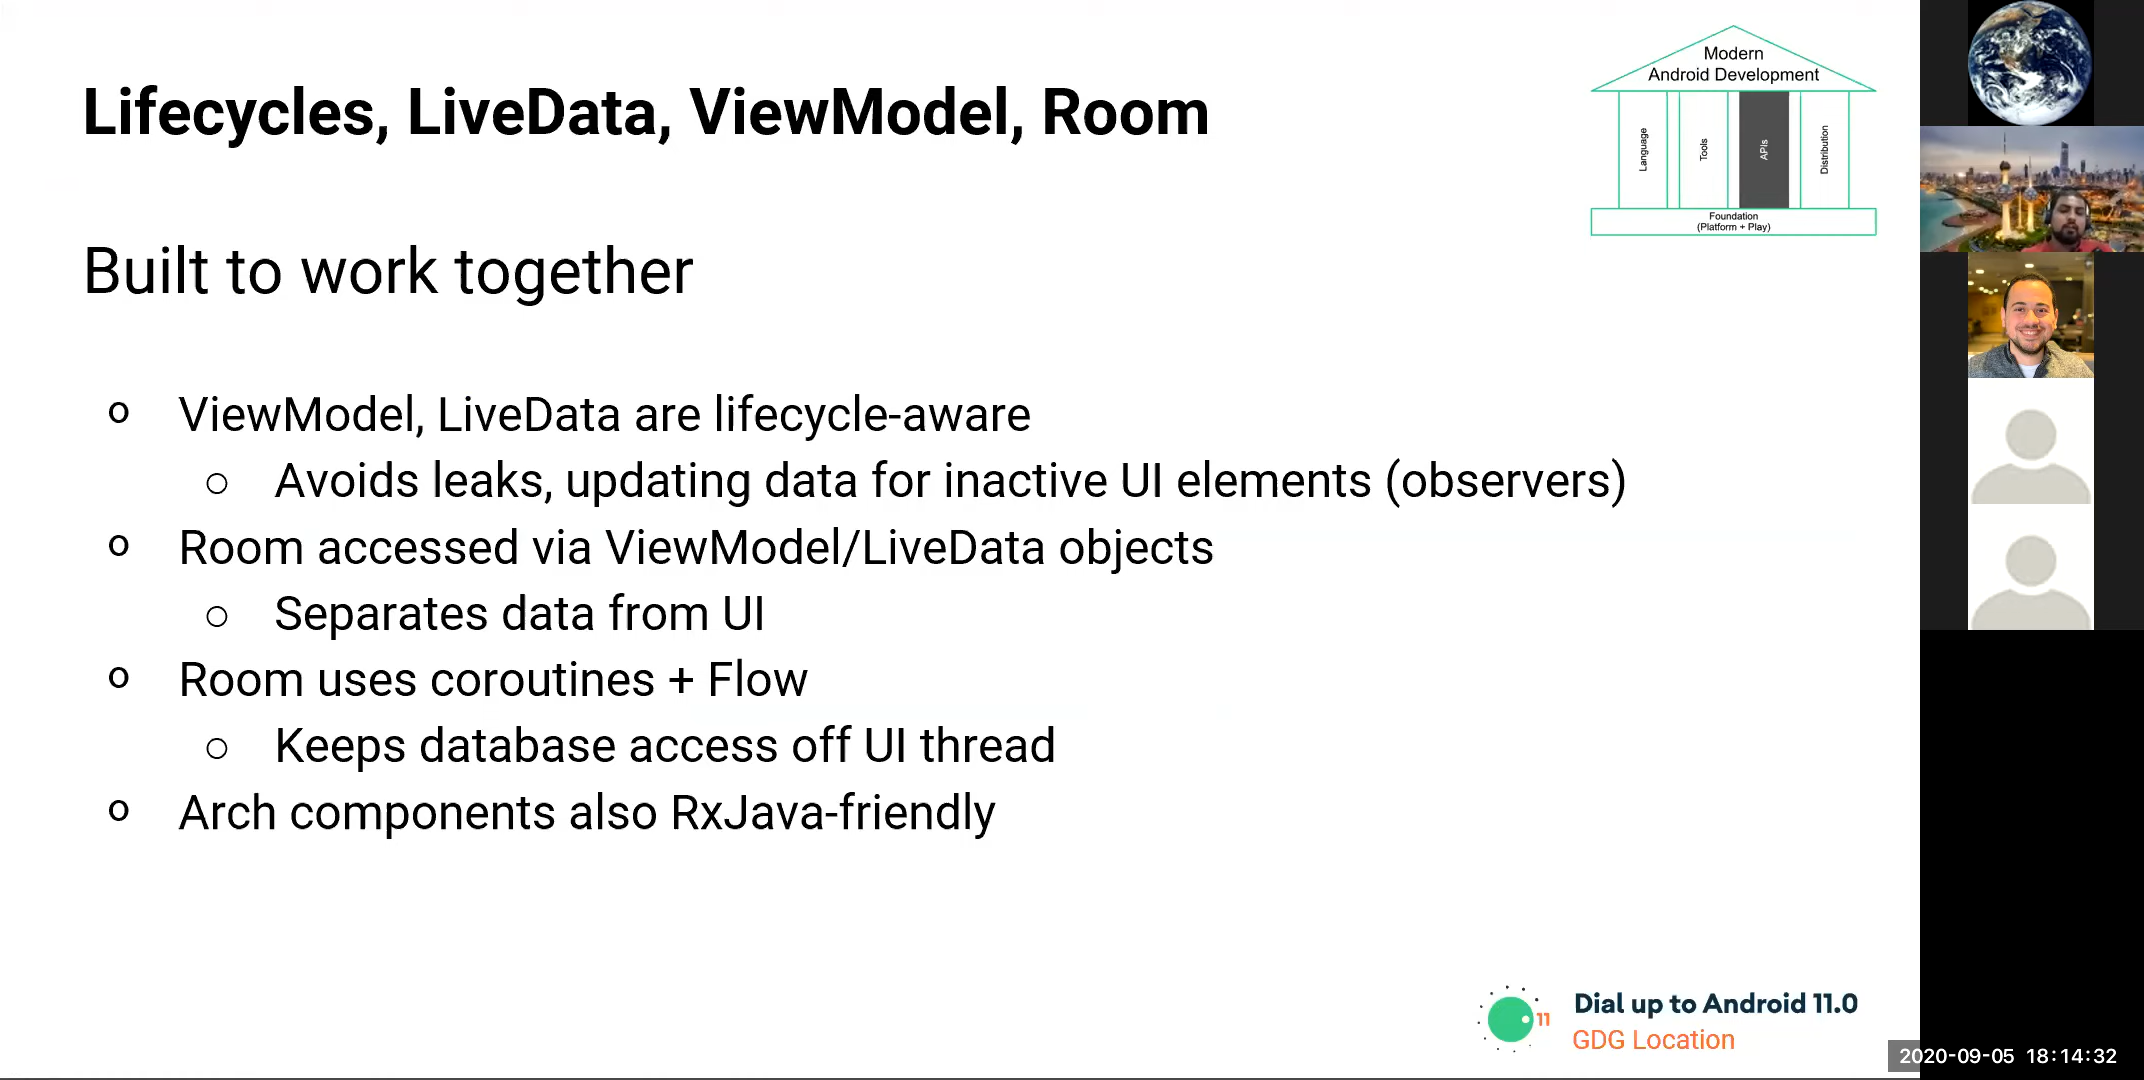 Lifecycles, LiveData, ViewModel, Room
Modern
Android Development
Language
Tools
APIs
Distribution
Foundation
(Platform + Play)
Built to work together
ViewModel, LiveData are lifecycle-aware
Avoids leaks, updating data for inactive UI elements (observers)
Room accessed via ViewModel/LiveData objects
Separates data from UI
Room uses coroutines + Flow
Keeps database access off UI thread
Arch components also RxJava-friendly
11
Dial up to Android 11.0
GDG Location
2020-09-05 18:14:32